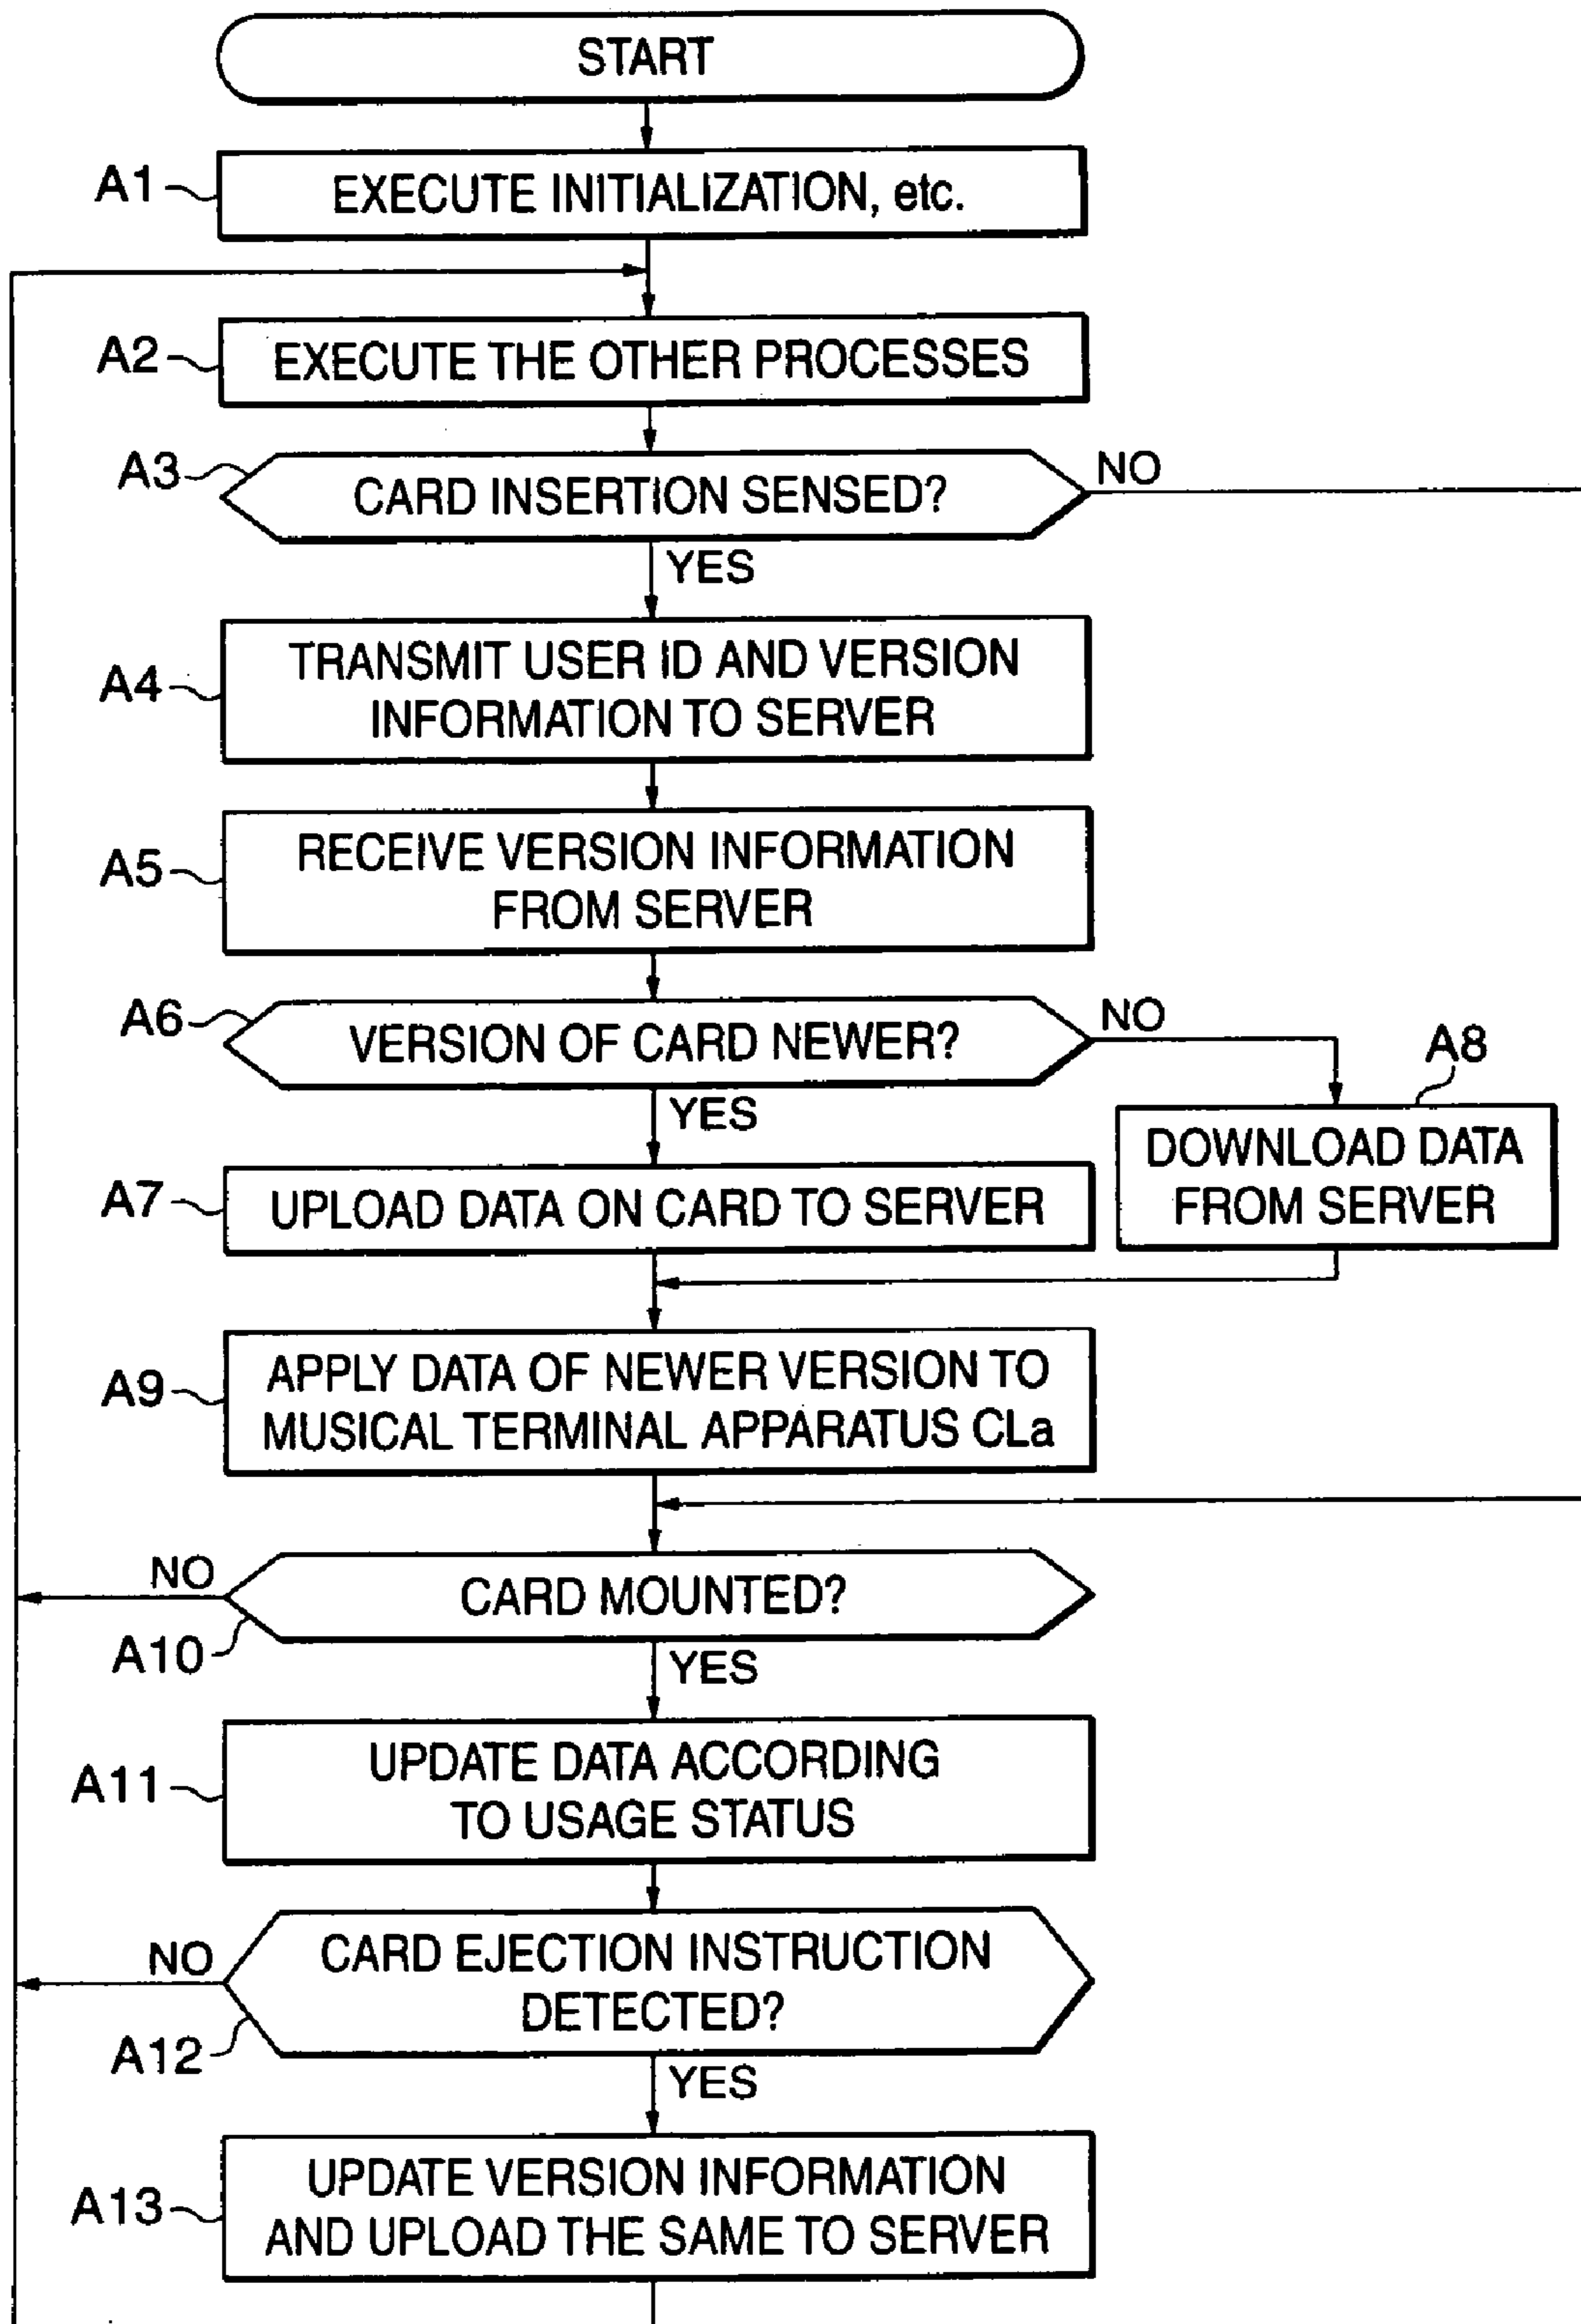 START
A1
EXECUTE INITIALIZATION, etc.
A2
EXECUTE THE OTHER PROCESSES
A3
CARD INSERTION SENSED?
NO
YES
A4
TRANSMIT USER ID AND VERSION
INFORMATION TO SERVER
A5
RECEIVE VERSION INFORMATION
FROM SERVER
A6
VERSION OF CARD NEWER?
NO
YES
A8
DOWNLOAD DATA
FROM SERVER
A7
UPLOAD DATA ON CARD TO SERVER
A9
APPLY DATA OF NEWER VERSION TO
MUSICAL TERMINAL APPARATUS CLa
NO
CARD MOUNTED?
A10
YES
A11
UPDATE DATA ACCORDING
TO USAGE STATUS
NO
CARD EJECTION INSTRUCTION
DETECTED?
A12
YES
A13
UPDATE VERSION INFORMATION
AND UPLOAD THE SAME TO SERVER